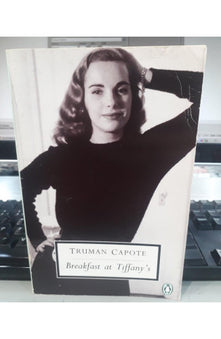 TRUMAN CAPOTE
Breakfast at Tiffany's